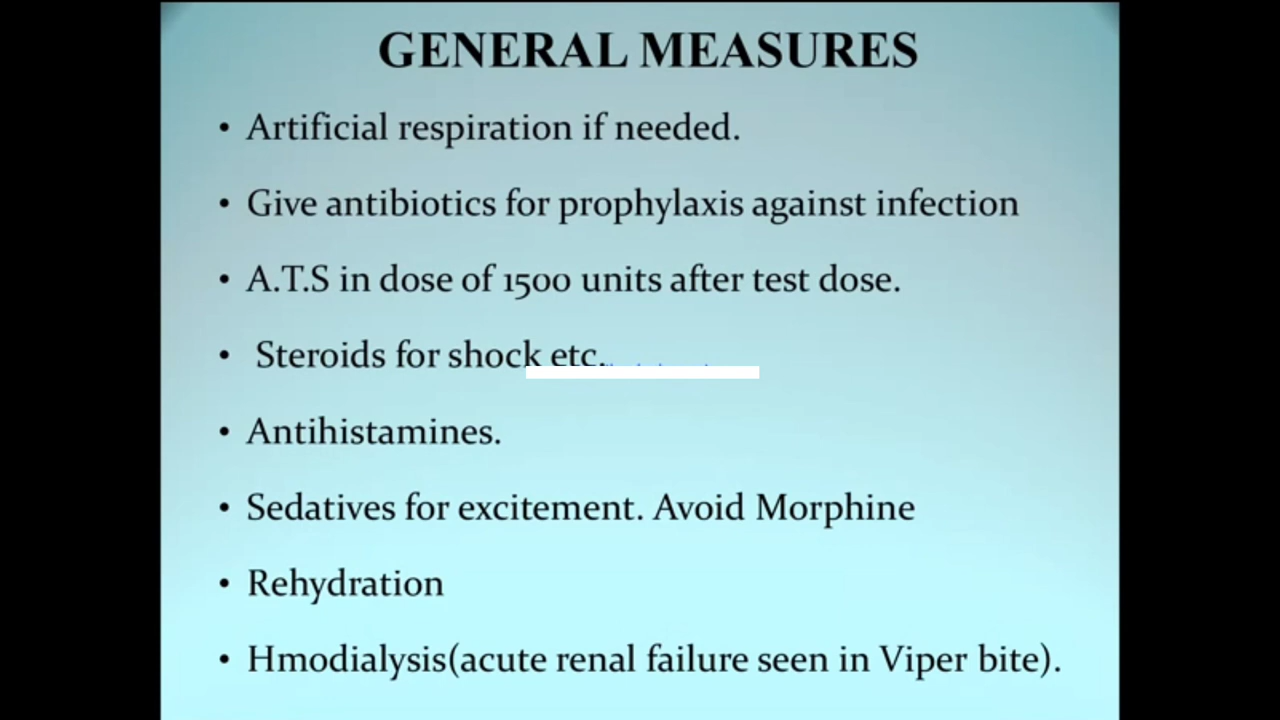 GENERAL MEASURES
• Artificial respiration if needed.
• Give antibiotics for prophylaxis against infection
• A.T.S in dose of 1500 units after test dose.
• Steroids for shock etc.
• Antihistamines.
• Sedatives for excitement. Avoid Morphine
• Rehydration
• Hmodialysis(acute renal failure seen in Viper bite).